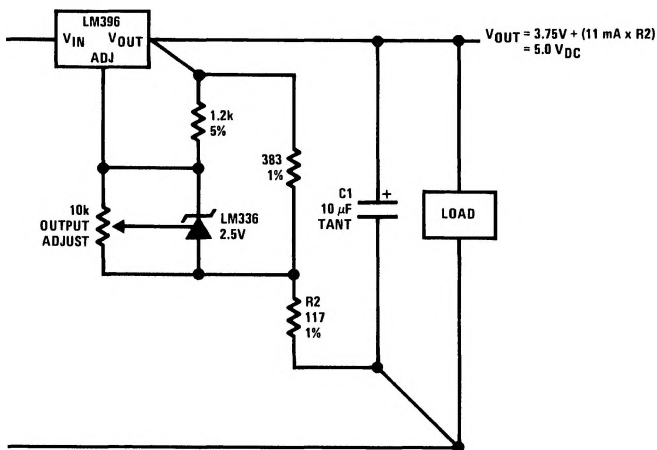 LM396
VIN VOUT
ADJ
VOUT = 3.75V + (11 mA x R2)
= 5.0 VDC
1.2k
5%
383
1%
10k
OUTPUT
ADJUST
LM336
2.5V
C1
10 μF
TANT
+
LOAD
R2
117
1%